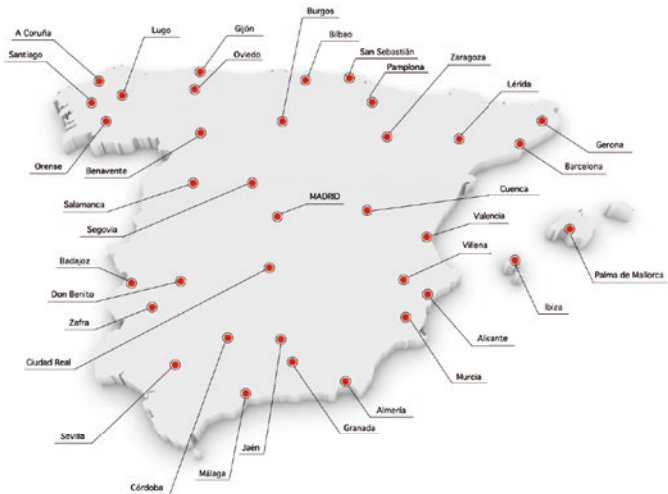 Burgos
A Coruña
Lugo
Gijón
Bilbao
Santiago
Oviedo
San Sebastián
Pamplona
Zaragoza
Lérida
Orense
Benavente
Gerona
Barcelona
Salamanca
MADRID
Cuenca
Segovia
Valencia
Villena
Badajoz
Don Benito
Palma de Mallorca
Zafra
Ibiza
Alicante
Ciudad Real
Murcia
Almería
Granada
Sevilla
Jaén
Málaga
Córdoba